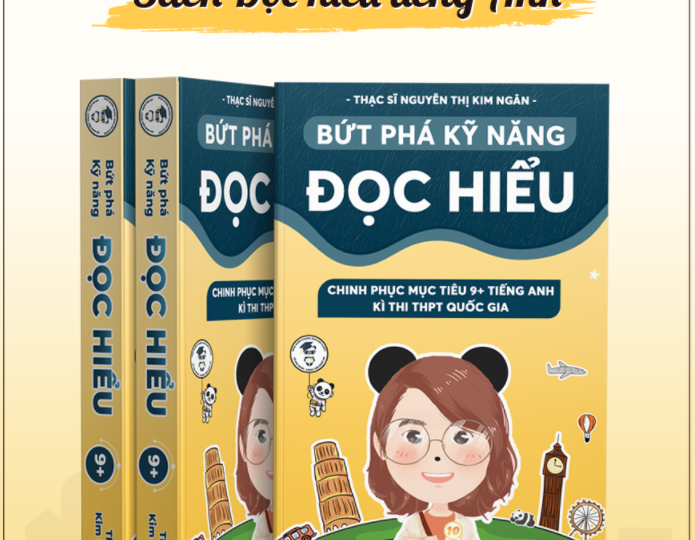 Sách Đọc hiểu tiếng Anh
- THẠC SĨ NGUYỄN THỊ KIM NGÂN -
BỨT PHÁ KỸ NĂNG
ĐỌC HIỂU
CHINH PHỤC MỤC TIÊU 9+ TIẾNG ANH
KÌ THI THPT QUỐC GIA
10
- THẠC SĨ NGUYỄ
BỨT PHÁ
ĐỌC
CHINH PHỤC MỤC
KÌ THI THP
Bứt phá
Kỹ năng
ĐỌC HIỂU
9+
Kim
Bứt phá
Kỹ năng
ĐỌC HIỂU
9+
Kim